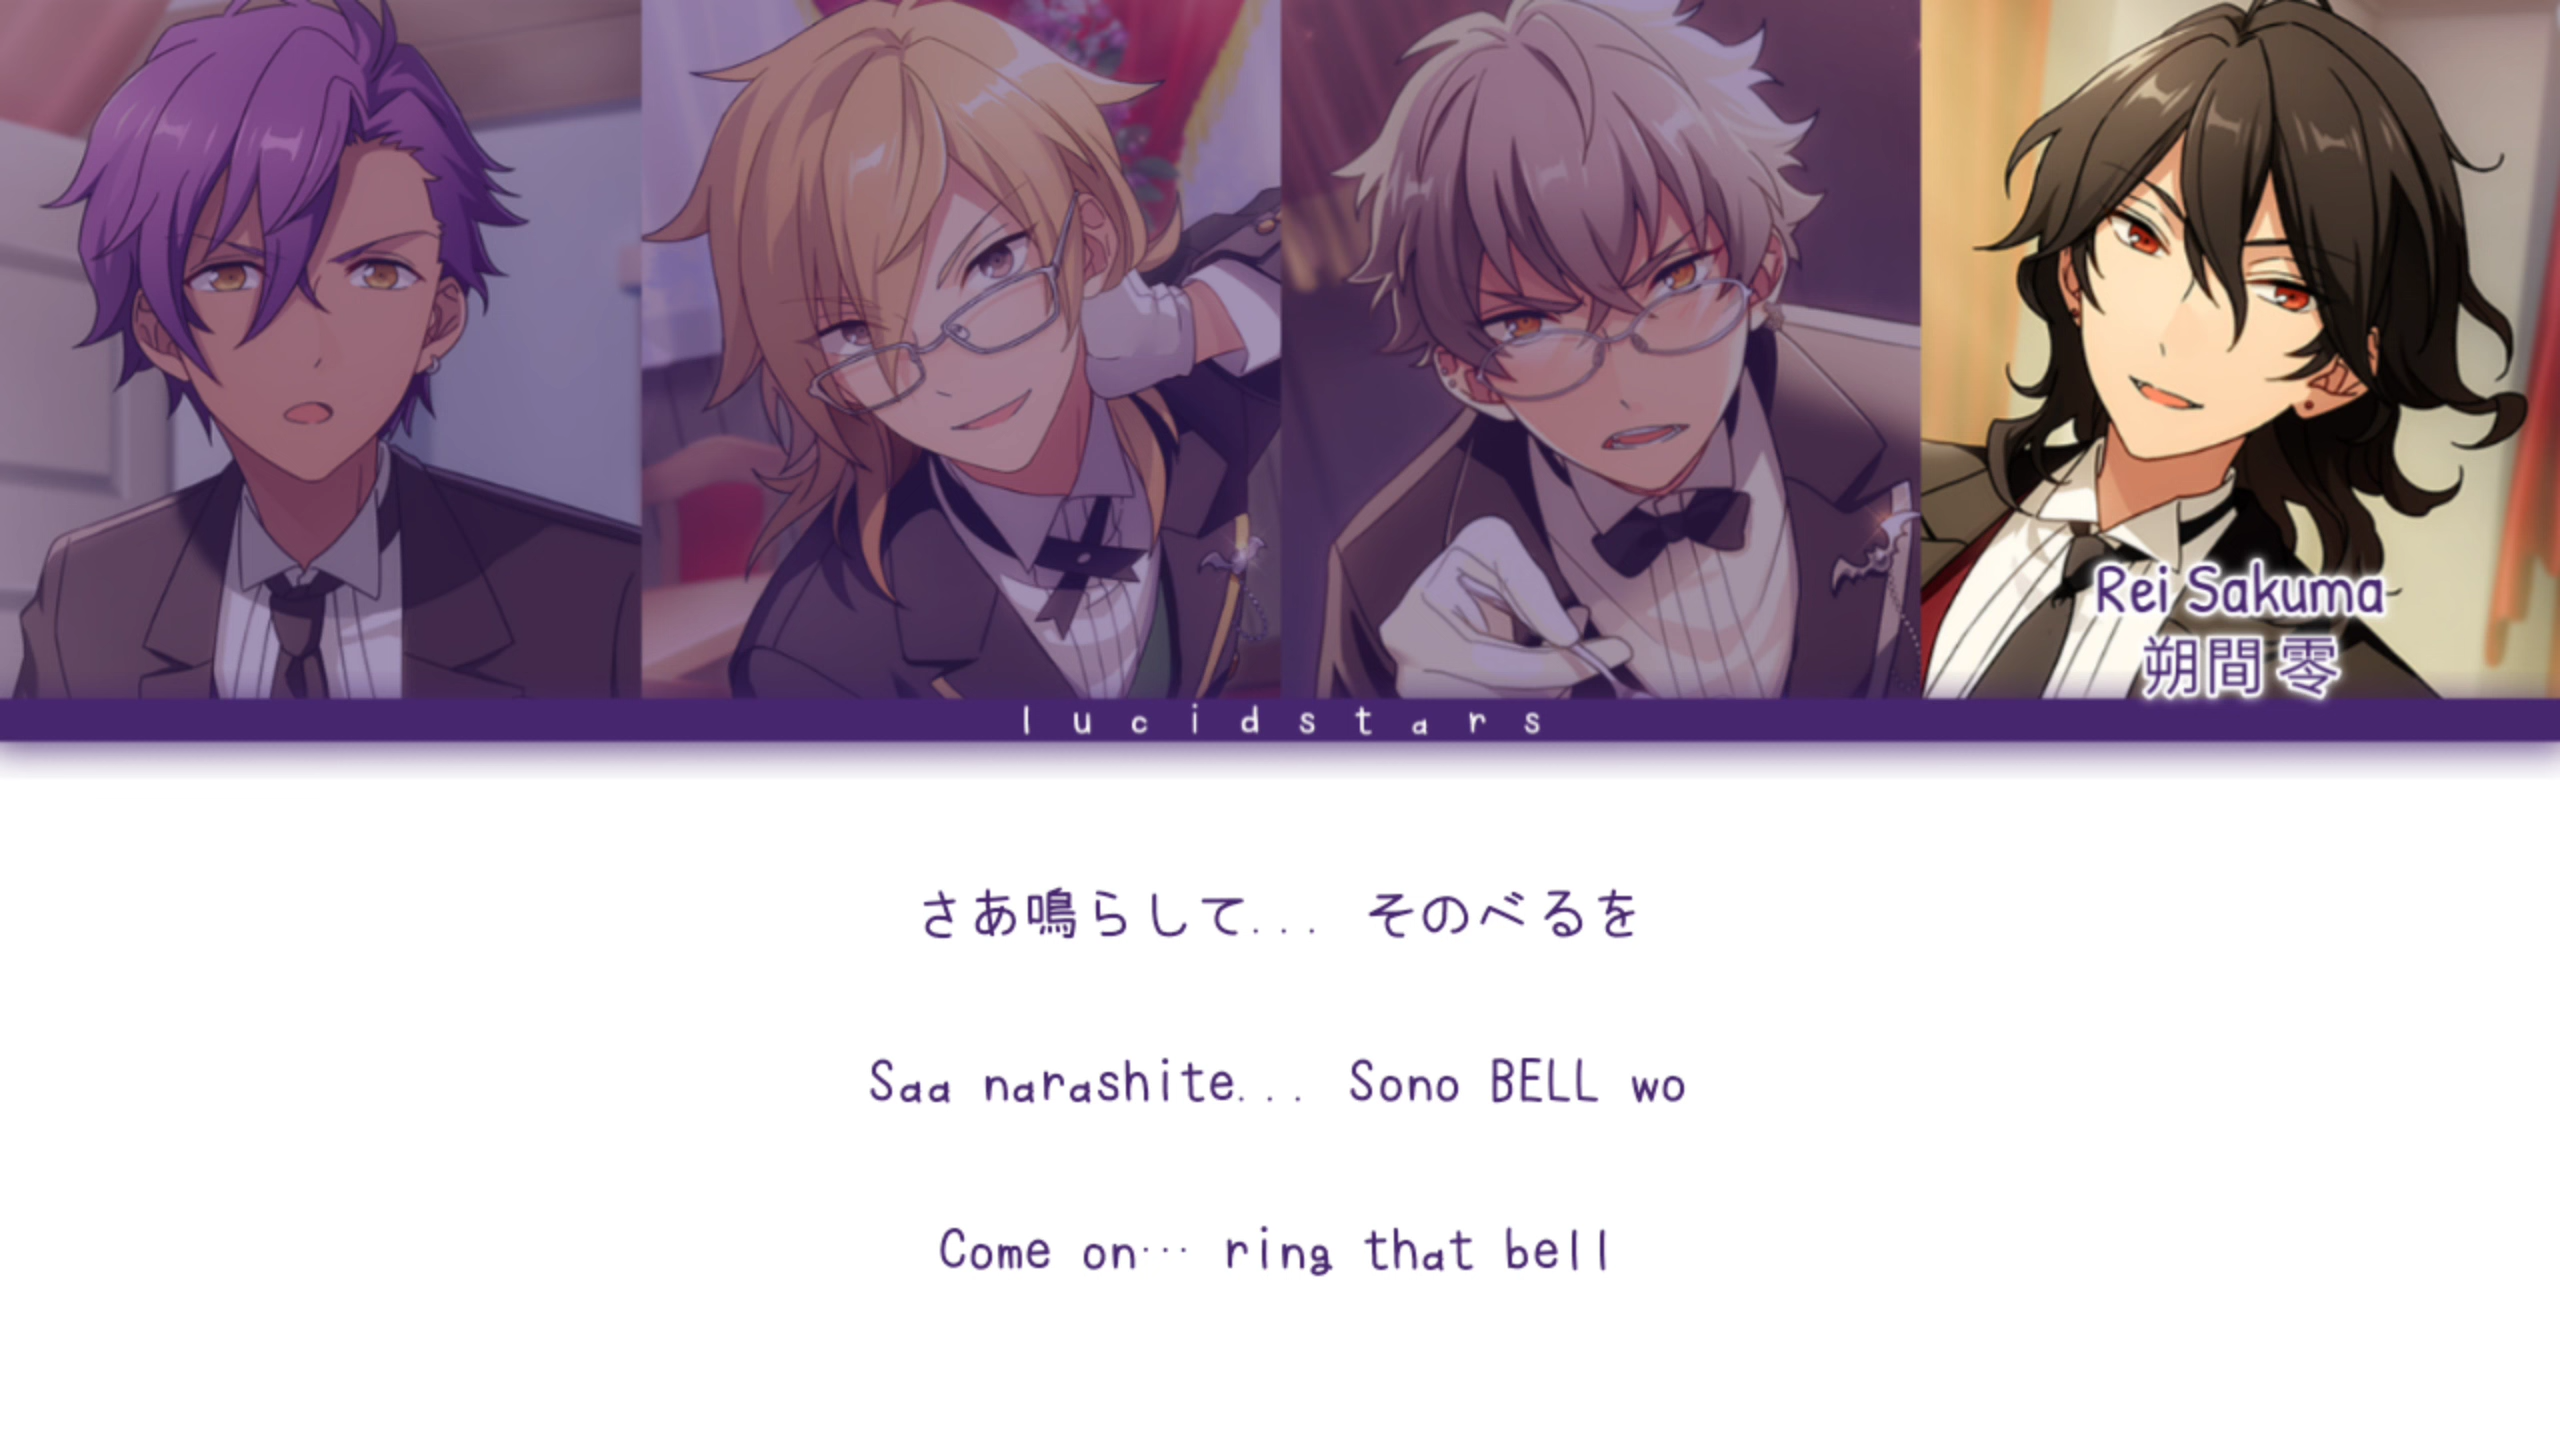 Rei Sakuma
朔間 零
lucidstars
さあ鳴らして... そのべるを
Saa narashite... Sono BELL wo
Come on… ring that bell